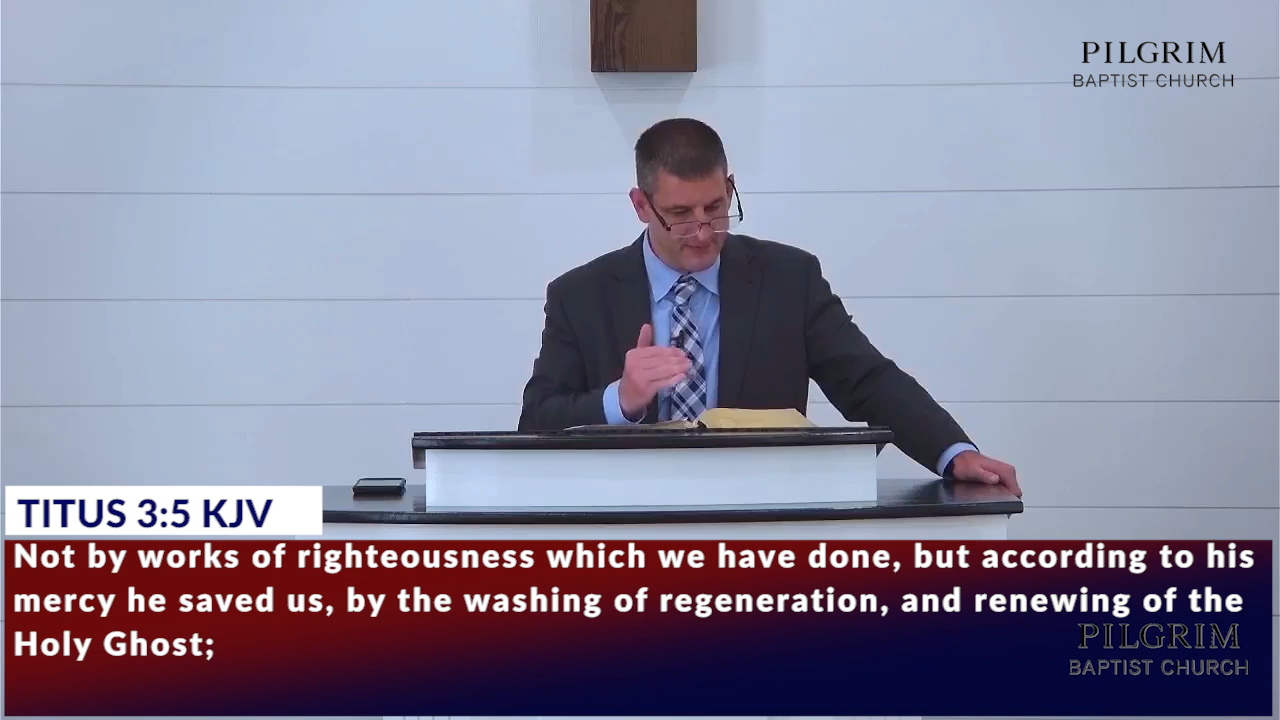 PILGRIM
BAPTIST CHURCH
TITUS 3:5 KJV
Not by works of righteousness which we have done, but according to his
mercy he saved us, by the washing of regeneration, and renewing of the
Holy Ghost;
PILGRIM
BAPTIST CHURCH